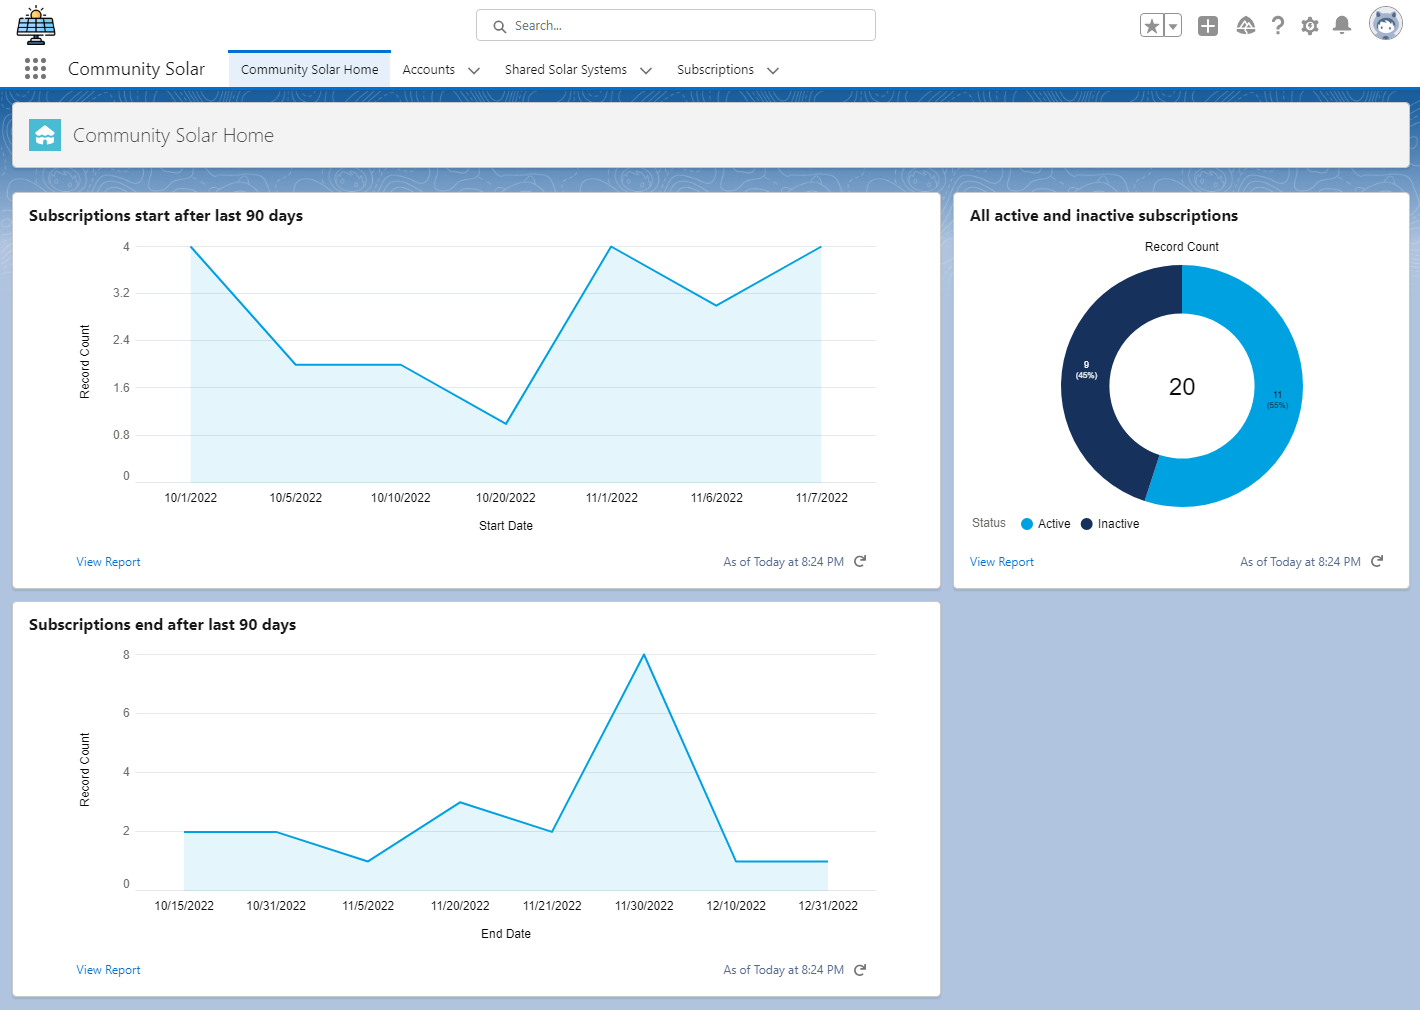 Search...
Community Solar
Community Solar Home
Accounts
Shared Solar Systems
Subscriptions
Community Solar Home
Subscriptions start after last 90 days
4
3.2
2.4
1.6
0.8
0
Record Count
10/1/2022 10/5/2022 10/10/2022 10/20/2022 11/1/2022 11/6/2022 11/7/2022
Start Date
View Report
As of Today at 8:24 PM
All active and inactive subscriptions
Record Count
9
(45%)
20
11
(55%)
Status Active Inactive
View Report
As of Today at 8:24 PM
Subscriptions end after last 90 days
8
6
4
2
0
Record Count
10/15/2022 10/31/2022 11/5/2022 11/20/2022 11/21/2022 11/30/2022 12/10/2022 12/31/2022
End Date
View Report
As of Today at 8:24 PM